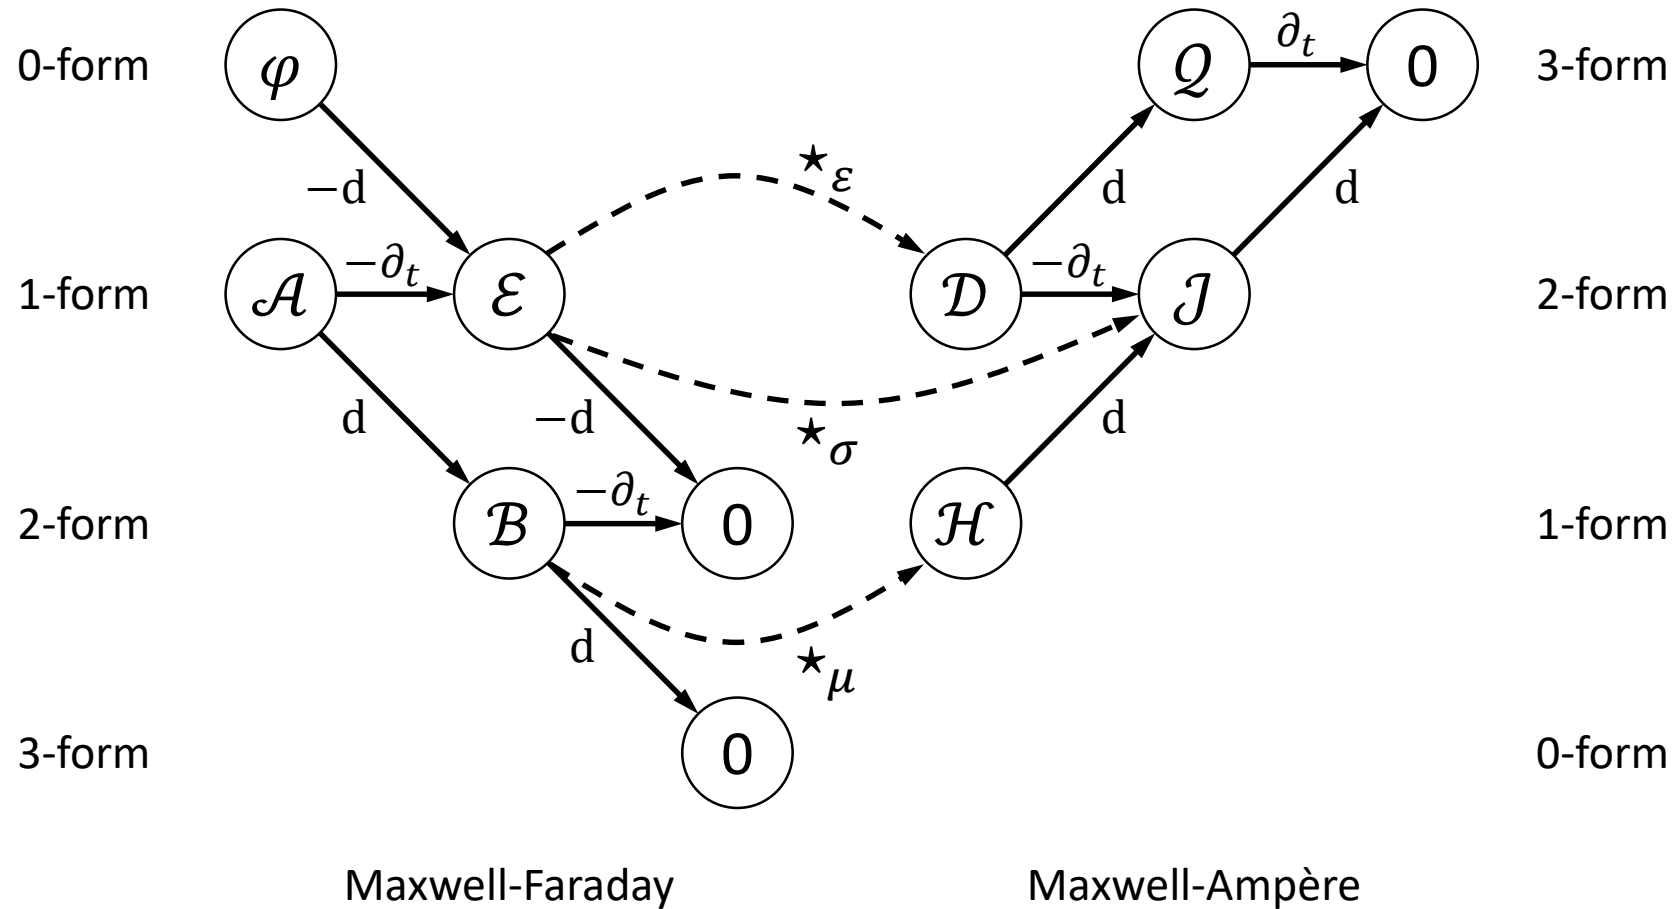 0-form φ 𝒬 ∂ₜ 0 3-form
−d ⋆ε d d
1-form 𝒜 −∂ₜ ℰ 𝒟 −∂ₜ 𝒥 2-form
d −d ⋆σ d
2-form ℬ −∂ₜ 0 ℋ 1-form
d ⋆μ
3-form 0 0-form
Maxwell-Faraday Maxwell-Ampère